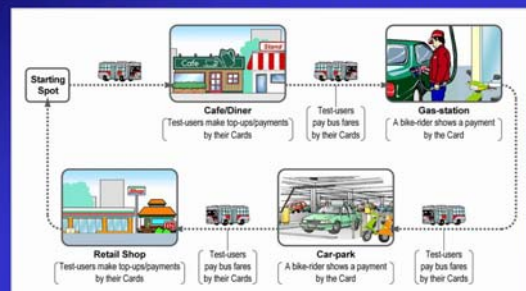 Starting
Spot
Cafe
Stand
Cafe/Diner
Test-users make top-ups/payments
by their Cards
Test-users
pay bus fares
by their Cards
Gas-station
A bike-rider shows a payment
by the Card
Retail Shop
Test-users make top-ups/payments
by their Cards
Test-users
pay bus fares
by their Cards
Car-park
A bike-rider shows a payment
by the Card
Test-users
pay bus fares
by their Cards